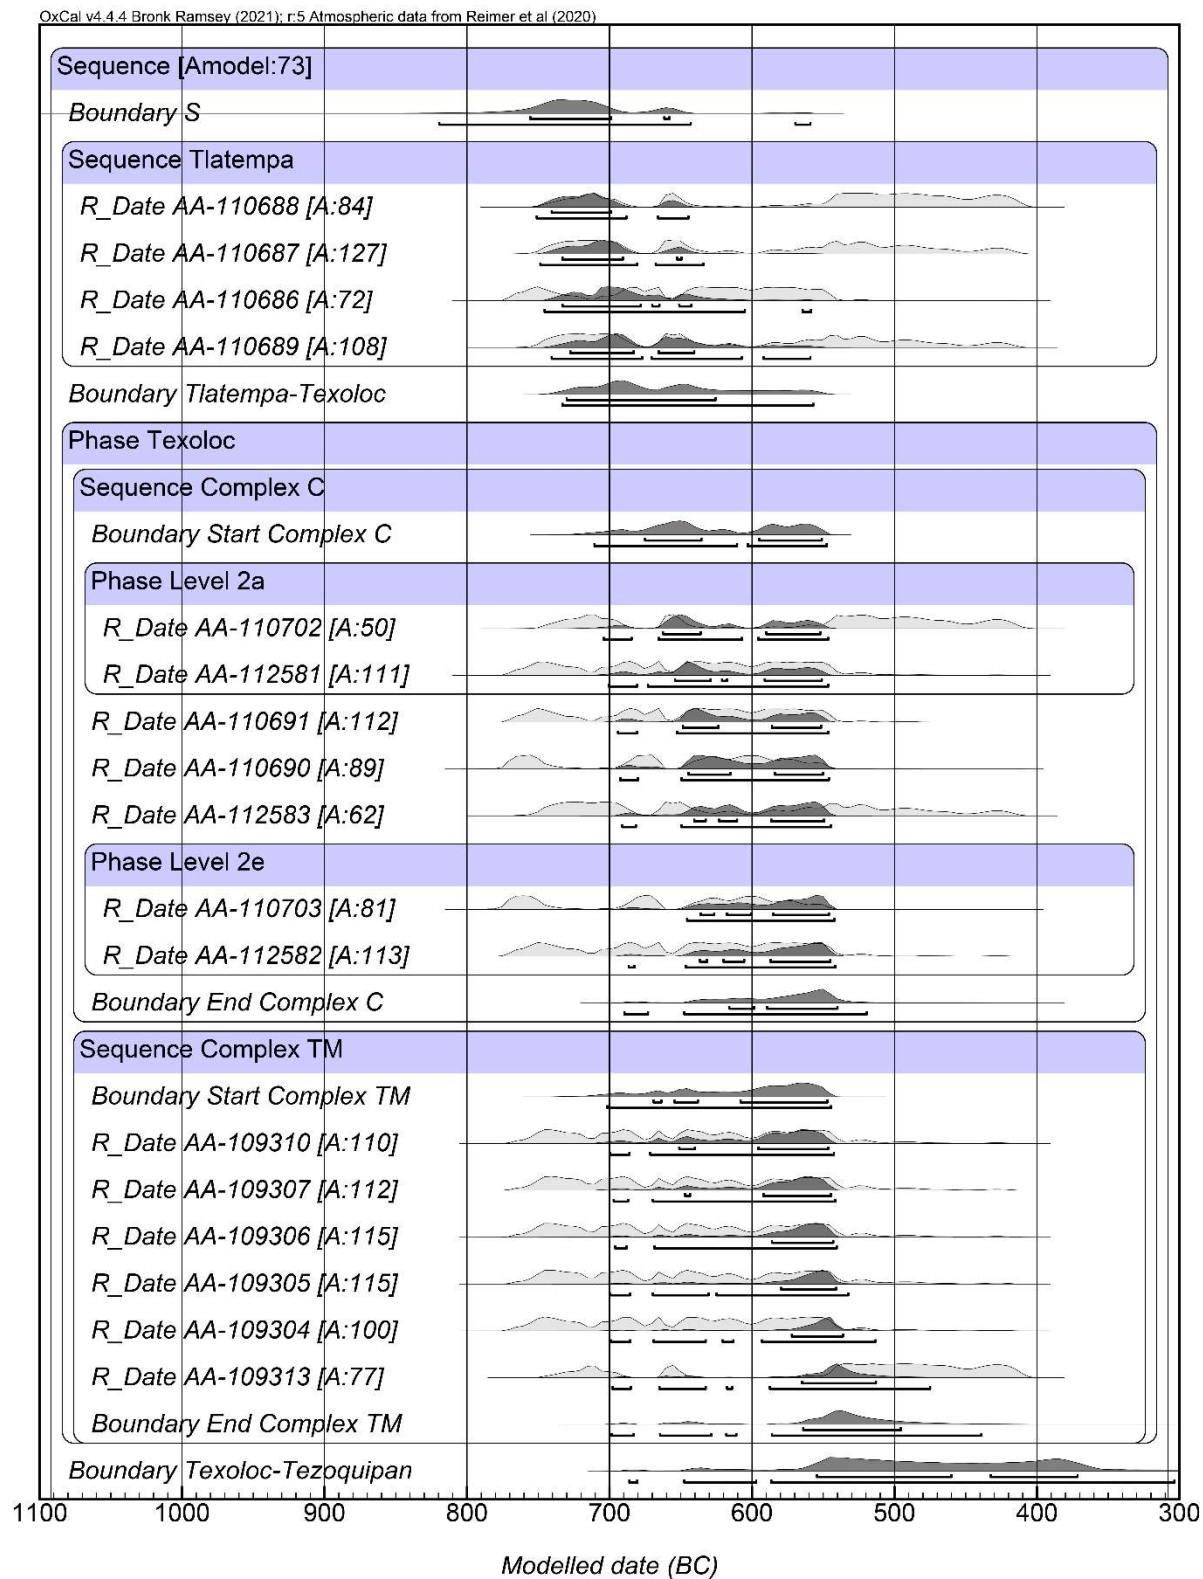 OxCal v4.4.4 Bronk Ramsey (2021); r:5 Atmospheric data from Reimer et al (2020)
Sequence [Amodel:73]
Boundary S
Sequence Tlatempa
R_Date AA-110688 [A:84]
R_Date AA-110687 [A:127]
R_Date AA-110686 [A:72]
R_Date AA-110689 [A:108]
Boundary Tlatempa-Texoloc
Phase Texoloc
Sequence Complex C
Boundary Start Complex C
Phase Level 2a
R_Date AA-110702 [A:50]
R_Date AA-112581 [A:111]
R_Date AA-110691 [A:112]
R_Date AA-110690 [A:89]
R_Date AA-112583 [A:62]
Phase Level 2e
R_Date AA-110703 [A:81]
R_Date AA-112582 [A:113]
Boundary End Complex C
Sequence Complex TM
Boundary Start Complex TM
R_Date AA-109310 [A:110]
R_Date AA-109307 [A:112]
R_Date AA-109306 [A:115]
R_Date AA-109305 [A:115]
R_Date AA-109304 [A:100]
R_Date AA-109313 [A:77]
Boundary End Complex TM
Boundary Texoloc-Tezoquipan
1100 1000 900 800 700 600 500 400 300
Modelled date (BC)